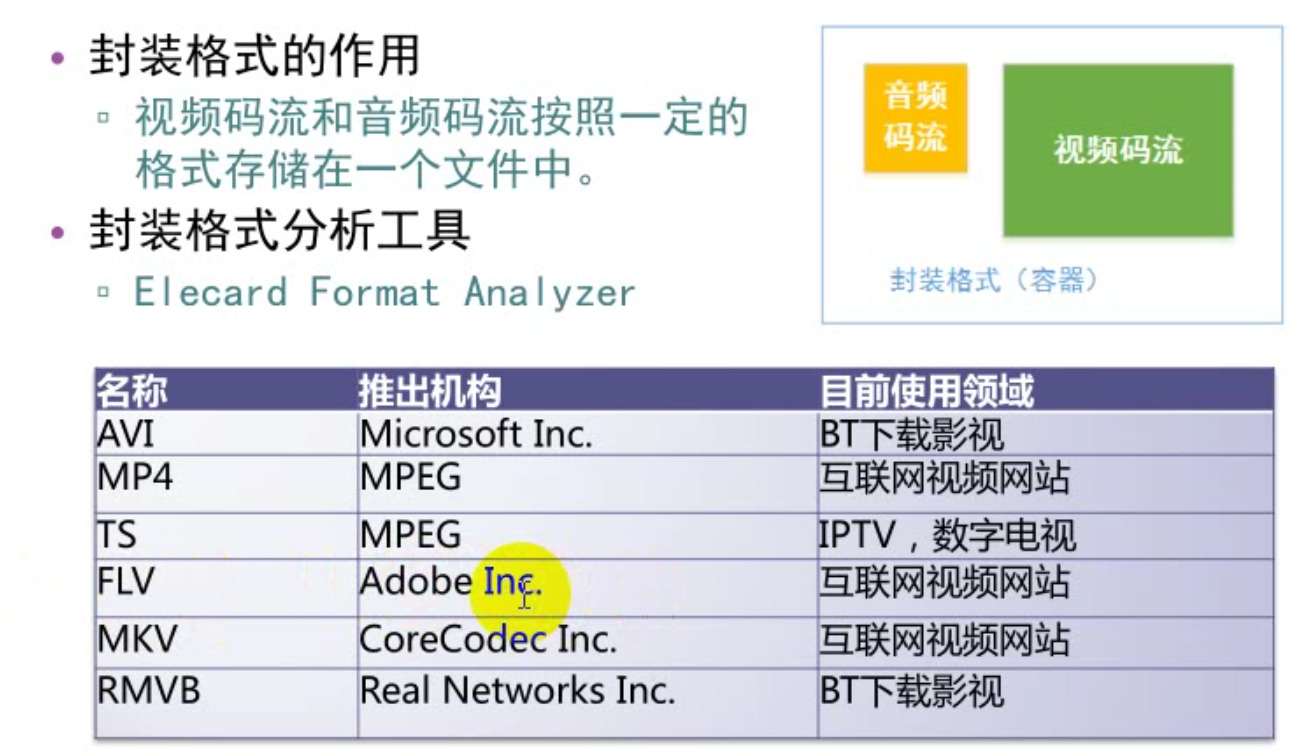 封装格式的作用
视频码流和音频码流按照一定的
格式存储在一个文件中。
封装格式分析工具
Elecard Format Analyzer
音频
码流
视频码流
封装格式（容器）
名称 推出机构 目前使用领域
AVI Microsoft Inc. BT下载影视
MP4 MPEG 互联网视频网站
TS MPEG IPTV，数字电视
FLV Adobe Inc. 互联网视频网站
MKV CoreCodec Inc. 互联网视频网站
RMVB Real Networks Inc. BT下载影视